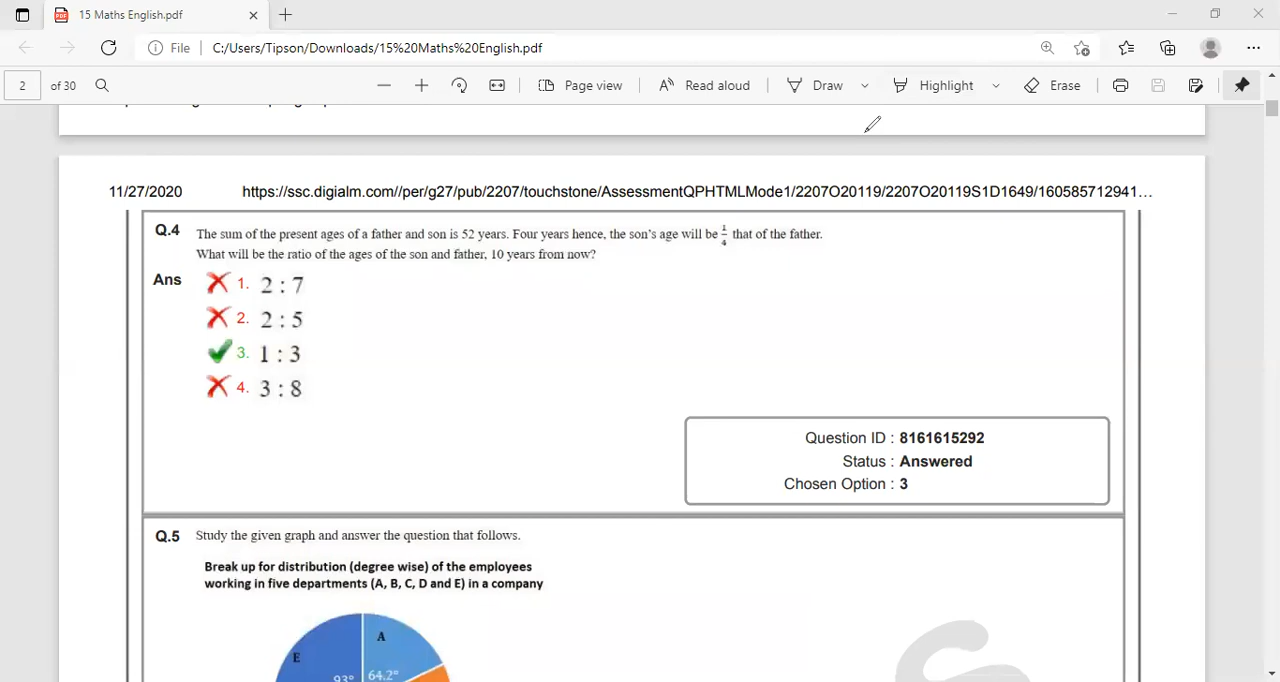 15 Maths English.pdf
File C:/Users/Tipson/Downloads/15%20Maths%20English.pdf
2 of 30 Page view Read aloud Draw Highlight Erase
11/27/2020 https://ssc.digialm.com//per/g27/pub/2207/touchstone/AssessmentQPHTMLMode1/2207O20119/2207O20119S1D1649/160585712941...
Q.4 The sum of the present ages of a father and son is 52 years. Four years hence, the son's age will be 1/4 that of the father.
What will be the ratio of the ages of the son and father, 10 years from now?
Ans 1. 2 : 7
2. 2 : 5
3. 1 : 3
4. 3 : 8
Question ID : 8161615292
Status : Answered
Chosen Option : 3
Q.5 Study the given graph and answer the question that follows.
Break up for distribution (degree wise) of the employees
working in five departments (A, B, C, D and E) in a company
A
E
93° 64.2°